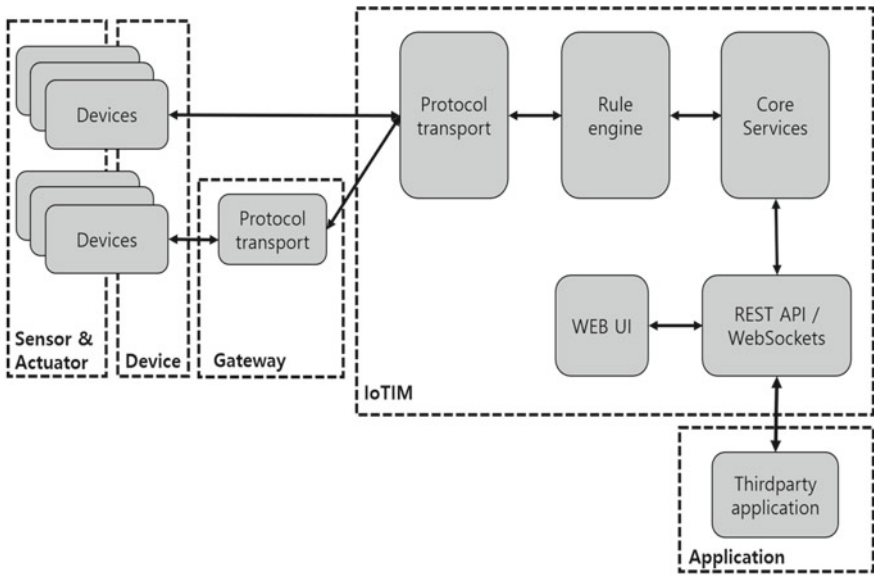 Devices
Devices
Sensor &
Actuator
Device
Protocol
transport
Gateway
Protocol
transport
Rule
engine
Core
Services
WEB UI
REST API /
WebSockets
IoTIM
Thirdparty
application
Application